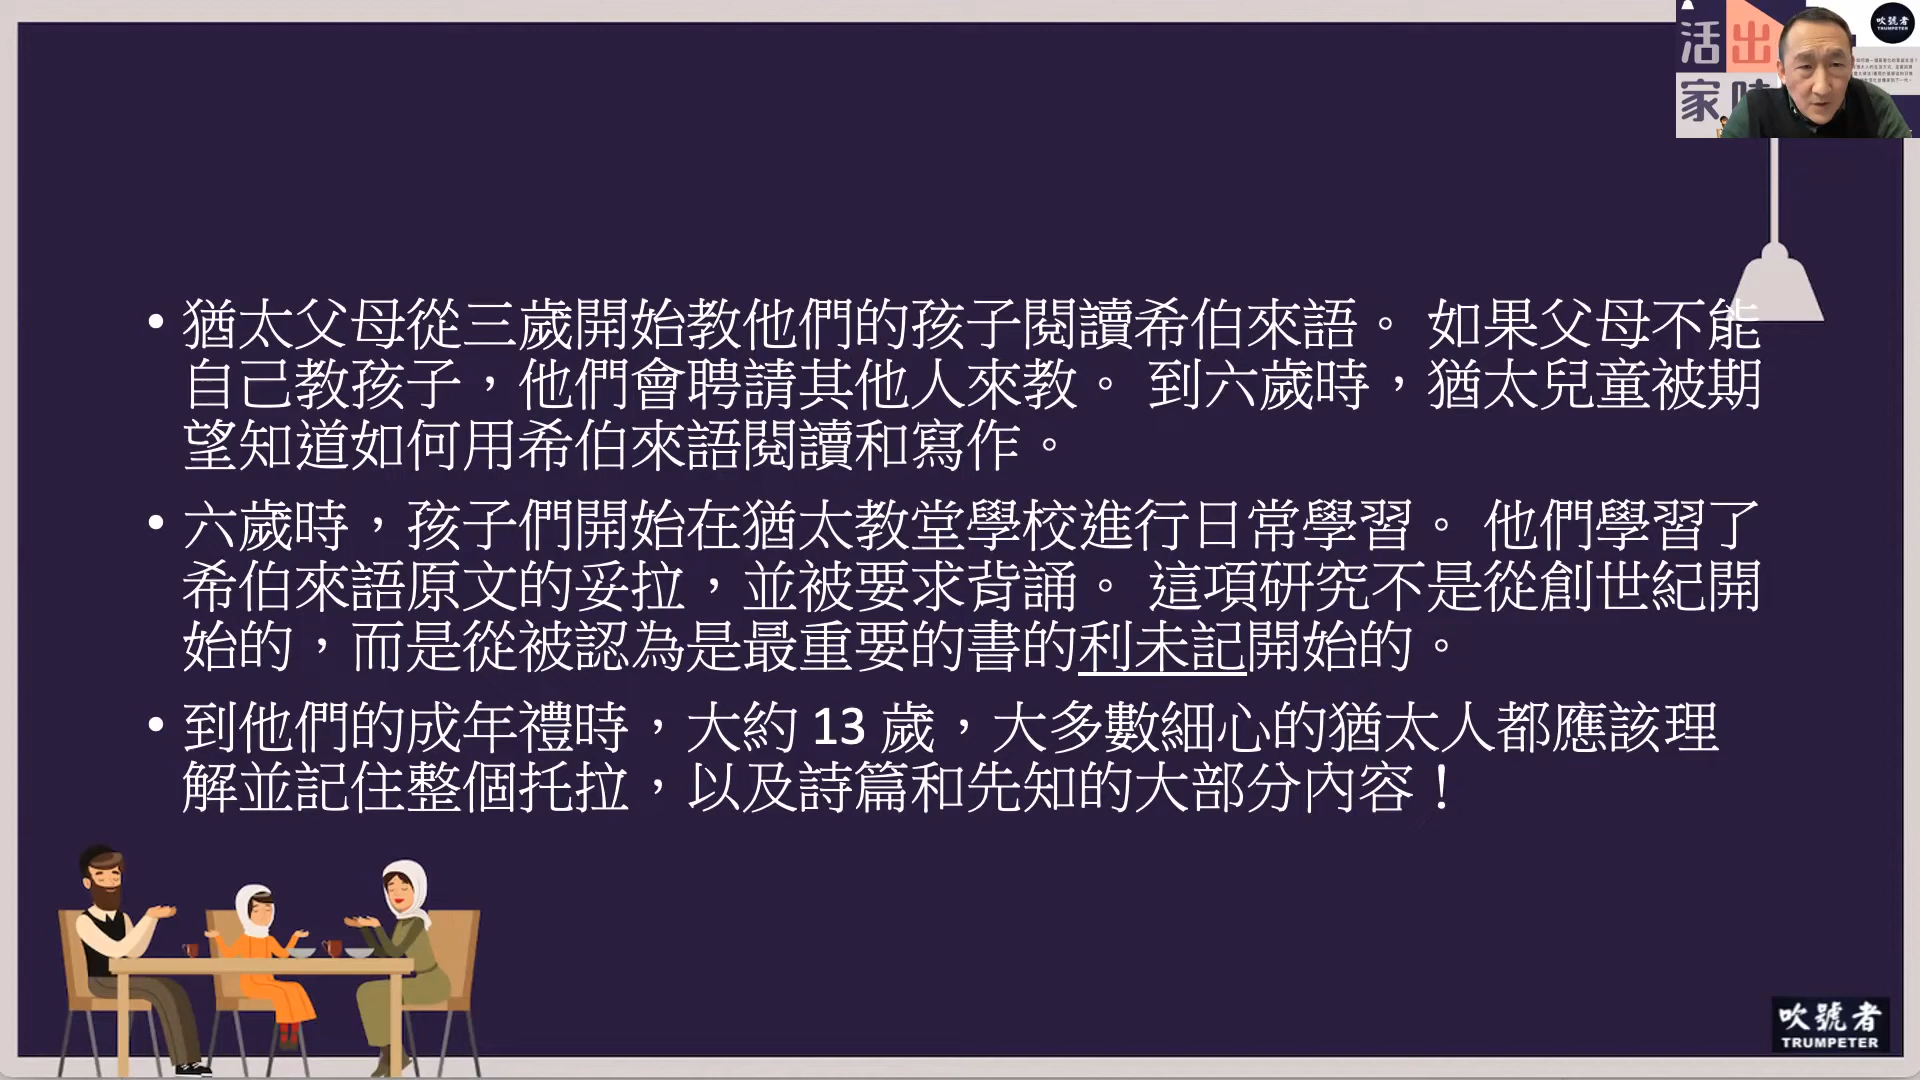 活出
家
吹號者
TRUMPETER
• 猶太父母從三歲開始教他們的孩子閱讀希伯來語。 如果父母不能
自己教孩子，他們會聘請其他人來教。 到六歲時，猶太兒童被期
望知道如何用希伯來語閱讀和寫作。
• 六歲時，孩子們開始在猶太教堂學校進行日常學習。 他們學習了
希伯來語原文的妥拉，並被要求背誦。 這項研究不是從創世紀開
始的，而是從被認為是最重要的書的利未記開始的。
• 到他們的成年禮時，大約 13 歲，大多數細心的猶太人都應該理
解並記住整個托拉，以及詩篇和先知的大部分內容！
吹號者
TRUMPETER